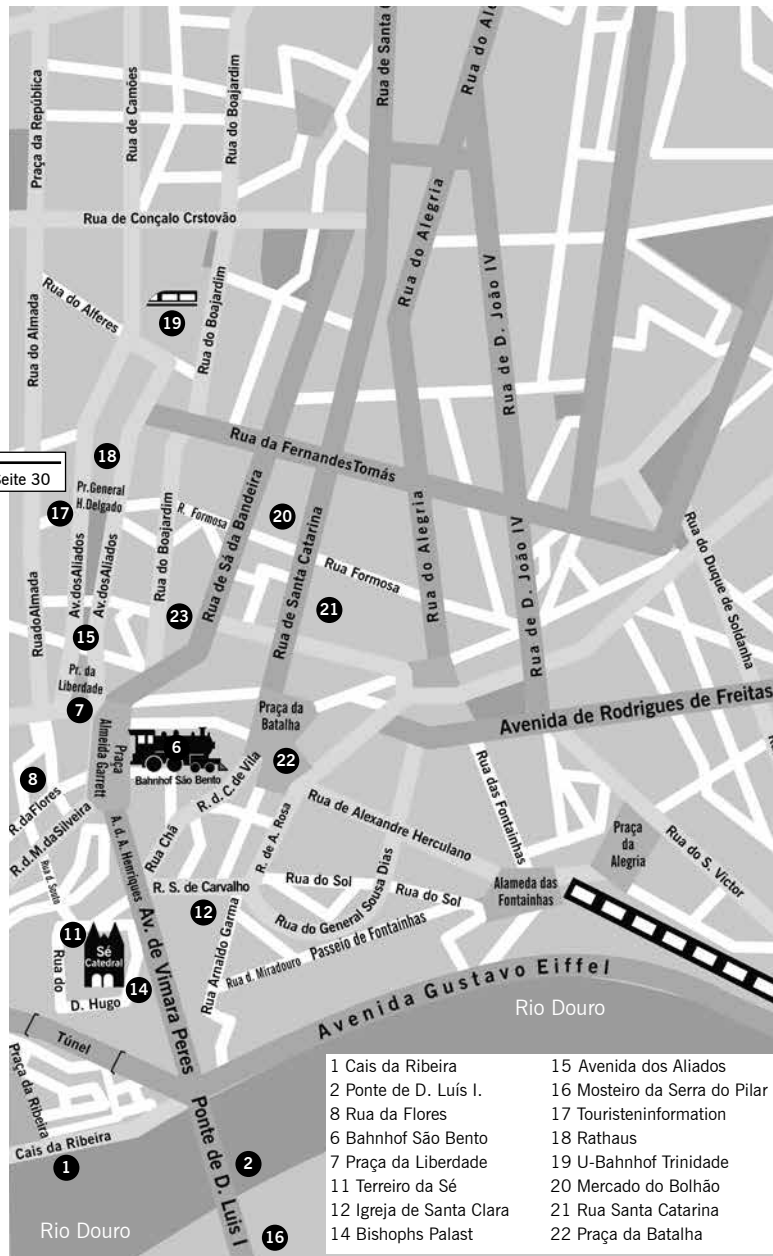 Rua de Santa C
Rua do Al
Praça da República
Rua de Camões
Rua do Boajardim
Rua de Conçalo Crstovão
Rua do Alegria
Rua do Almada
Rua do Alferes
19
Rua do Boajardim
Rua de D. João IV
Rua da FernandesTomás
18
Seite 30
17
Pr.General
H.Delgado
Av.dosAliados
Av.dosAliados
Rua do Boajardim
R. Formosa
Rua de Sá da Bandeira
20
Rua de Santa Catarina
Rua Formosa
Rua do Alegria
Rua de D. João IV
Rua do Duque de Soldanha
RuadoAlmada
15
23
21
Pr. da
Liberdade
7
Praça
Almeida Garrett
6
Bahnhof São Bento
Praça da
Batalha
22
Avenida de Rodrigues de Freitas
8
R.daFlores
R.d.M.daSilveira
Rua d. Souto
A. d. A. Henriques
Rua Chã
R. d. C. de Vila
R. de A. Rosa
Rua de Alexandre Herculano
Rua das Fontainhas
Praça
da
Alegria
Rua do S. Victor
R. S. de Carvalho
12
Rua do Sol
Rua do Sol
Alameda das
Fontainhas
Rua do General Sousa Dias
11
Sé
Catedral
14
Rua do
D. Hugo
Av. de Vimara Peres
Rua Arnaldo Garma
Rua d. Miradouro
Passeio de Fontainhas
Avenida Gustavo Eiffel
Rio Douro
Túnel
Praça da Ribeira
Cais da Ribeira
1
Ponte de D. Luis I
2
16
Rio Douro
1 Cais da Ribeira
2 Ponte de D. Luís I.
8 Rua da Flores
6 Bahnhof São Bento
7 Praça da Liberdade
11 Terreiro da Sé
12 Igreja de Santa Clara
14 Bishophs Palast
15 Avenida dos Aliados
16 Mosteiro da Serra do Pilar
17 Touristeninformation
18 Rathaus
19 U-Bahnhof Trinidade
20 Mercado do Bolhão
21 Rua Santa Catarina
22 Praça da Batalha